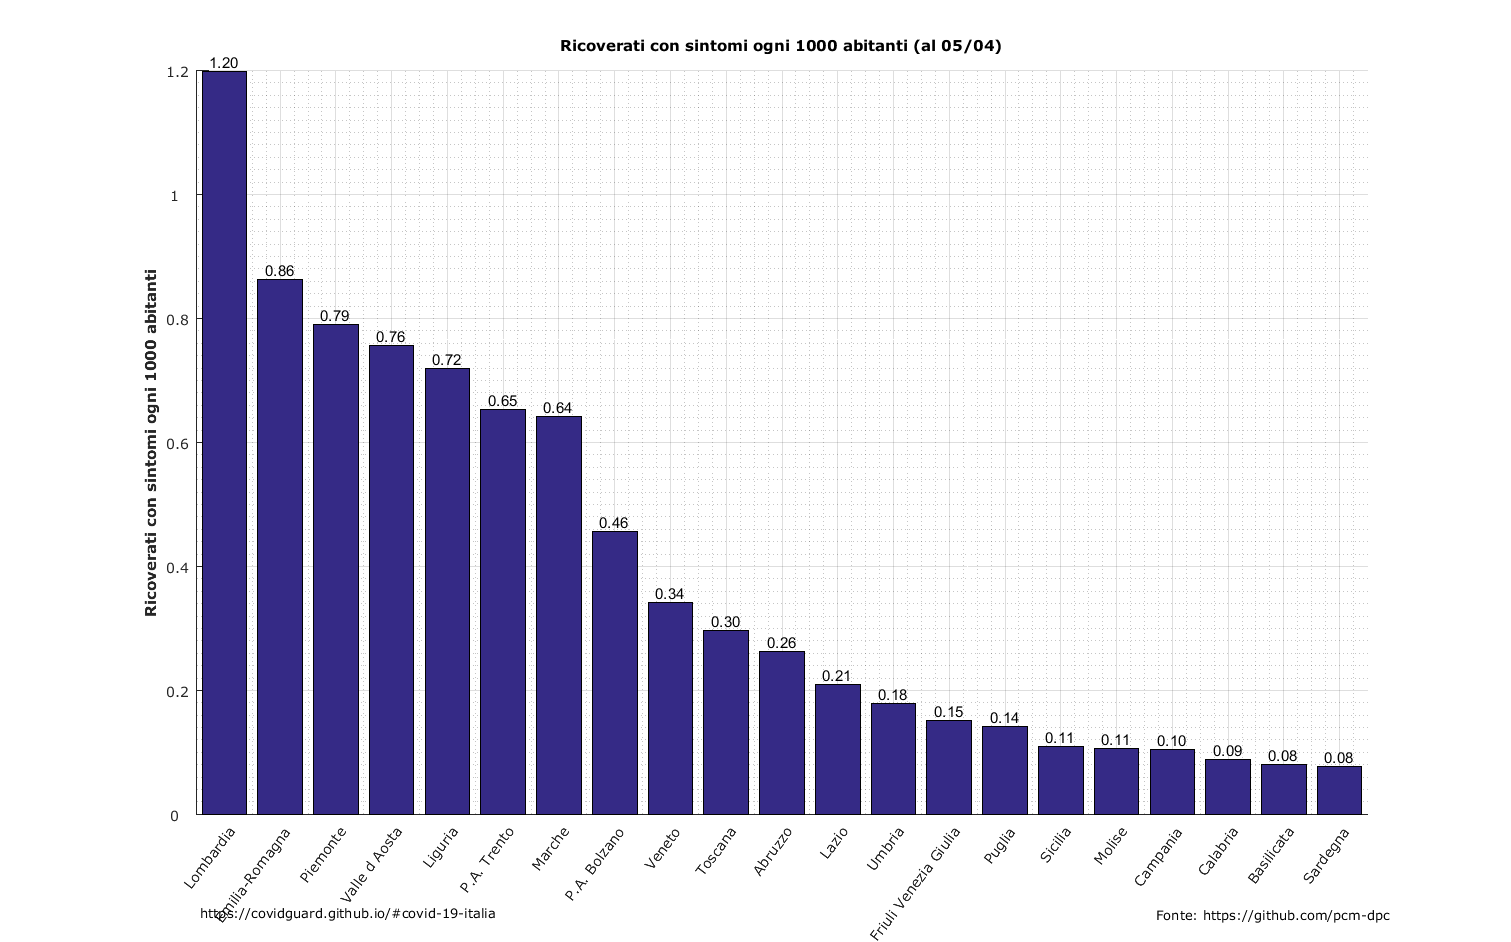 Ricoverati con sintomi ogni 1000 abitanti (al 05/04)
Ricoverati con sintomi ogni 1000 abitanti
1.2
1
0.8
0.6
0.4
0.2
0
1.20
0.86
0.79
0.76
0.72
0.65
0.64
0.46
0.34
0.30
0.26
0.21
0.18
0.15
0.14
0.11
0.11
0.10
0.09
0.08
0.08
Lombardia
Emilia-Romagna
Piemonte
Valle d Aosta
Liguria
P.A. Trento
Marche
P.A. Bolzano
Veneto
Toscana
Abruzzo
Lazio
Umbria
Friuli Venezia Giulia
Puglia
Sicilia
Molise
Campania
Calabria
Basilicata
Sardegna
https://covidguard.github.io/#covid-19-italia
Fonte: https://github.com/pcm-dpc